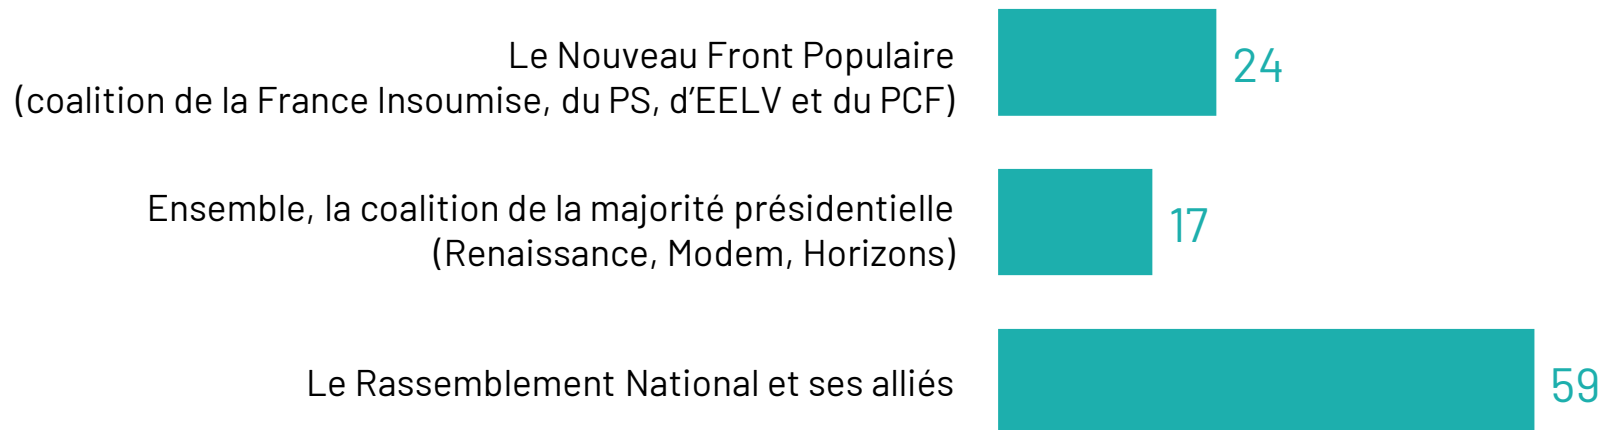 Le Nouveau Front Populaire
(coalition de la France Insoumise, du PS, d'EELV et du PCF)
24
Ensemble, la coalition de la majorité présidentielle
(Renaissance, Modem, Horizons)
17
Le Rassemblement National et ses alliés
59